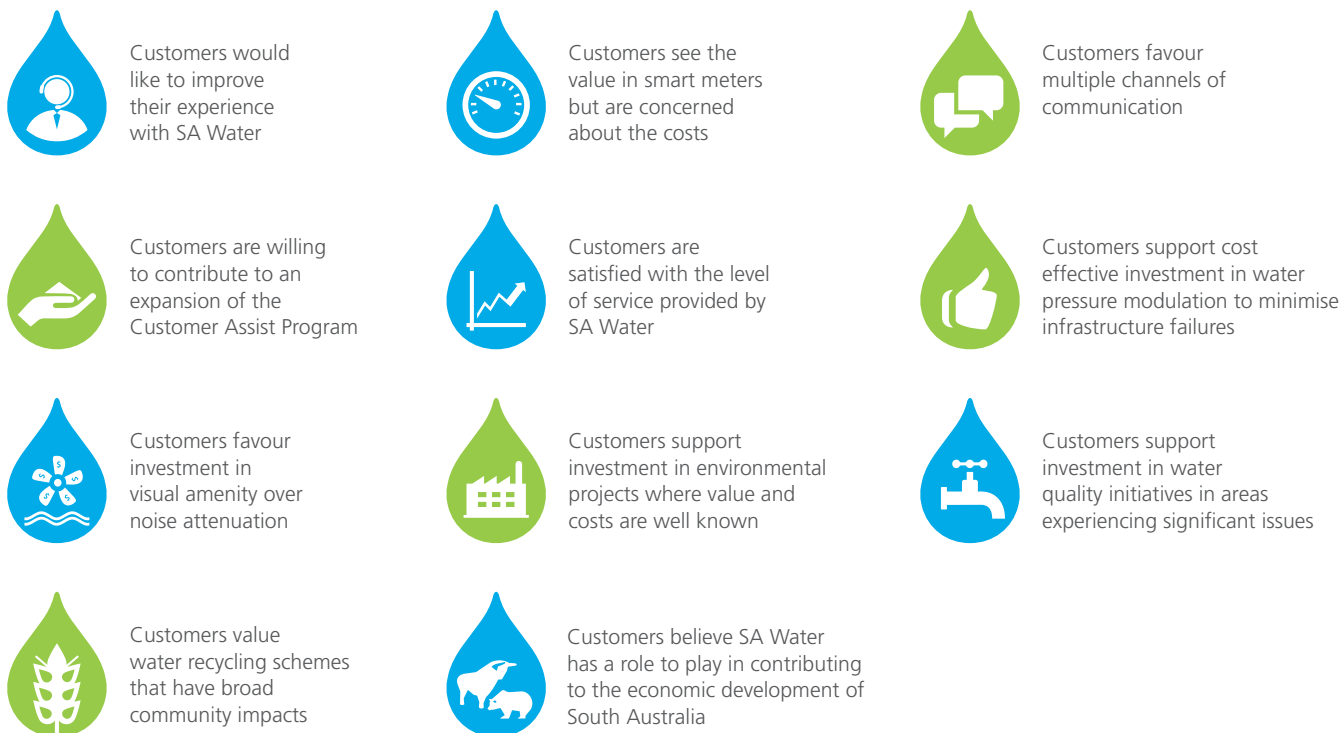 Customers would
like to improve
their experience
with SA Water
Customers see the
value in smart meters
but are concerned
about the costs
Customers favour
multiple channels of
communication
Customers are willing
to contribute to an
expansion of the
Customer Assist Program
Customers are
satisfied with the level
of service provided by
SA Water
Customers support cost
effective investment in water
pressure modulation to minimise
infrastructure failures
Customers favour
investment in
visual amenity over
noise attenuation
Customers support
investment in environmental
projects where value and
costs are well known
Customers support
investment in water
quality initiatives in areas
experiencing significant issues
Customers value
water recycling schemes
that have broad
community impacts
Customers believe SA Water
has a role to play in contributing
to the economic development of
South Australia